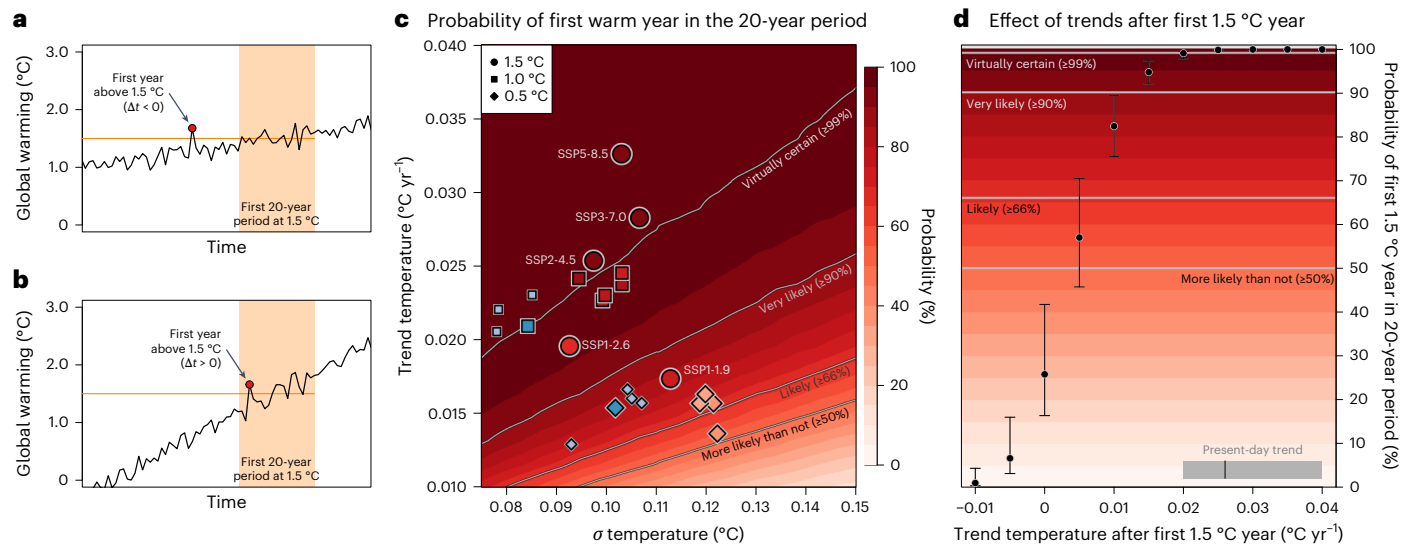 a
3.0
2.0
1.0
0
Global warming (°C)
First year
above 1.5 °C
(Δt < 0)
First 20-year
period at 1.5 °C
Time
b
3.0
2.0
1.0
0
Global warming (°C)
First year
above 1.5 °C
(Δt > 0)
First 20-year
period at 1.5 °C
Time
c Probability of first warm year in the 20-year period
0.040
0.035
0.030
0.025
0.020
0.015
0.010
Trend temperature (°C yr⁻¹)
1.5 °C
1.0 °C
0.5 °C
SSP5-8.5
SSP3-7.0
SSP2-4.5
SSP1-2.6
SSP1-1.9
Virtually certain (≥99%)
Very likely (≥90%)
Likely (≥66%)
More likely than not (≥50%)
0.08 0.09 0.10 0.11 0.12 0.13 0.14 0.15
σ temperature (°C)
100
80
60
40
20
0
Probability (%)
d Effect of trends after first 1.5 °C year
Virtually certain (≥99%)
Very likely (≥90%)
Likely (≥66%)
More likely than not (≥50%)
Present-day trend
100
90
80
70
60
50
40
30
20
10
0
Probability of first 1.5 °C year in 20-year period (%)
−0.01 0 0.01 0.02 0.03 0.04
Trend temperature after first 1.5 °C year (°C yr⁻¹)